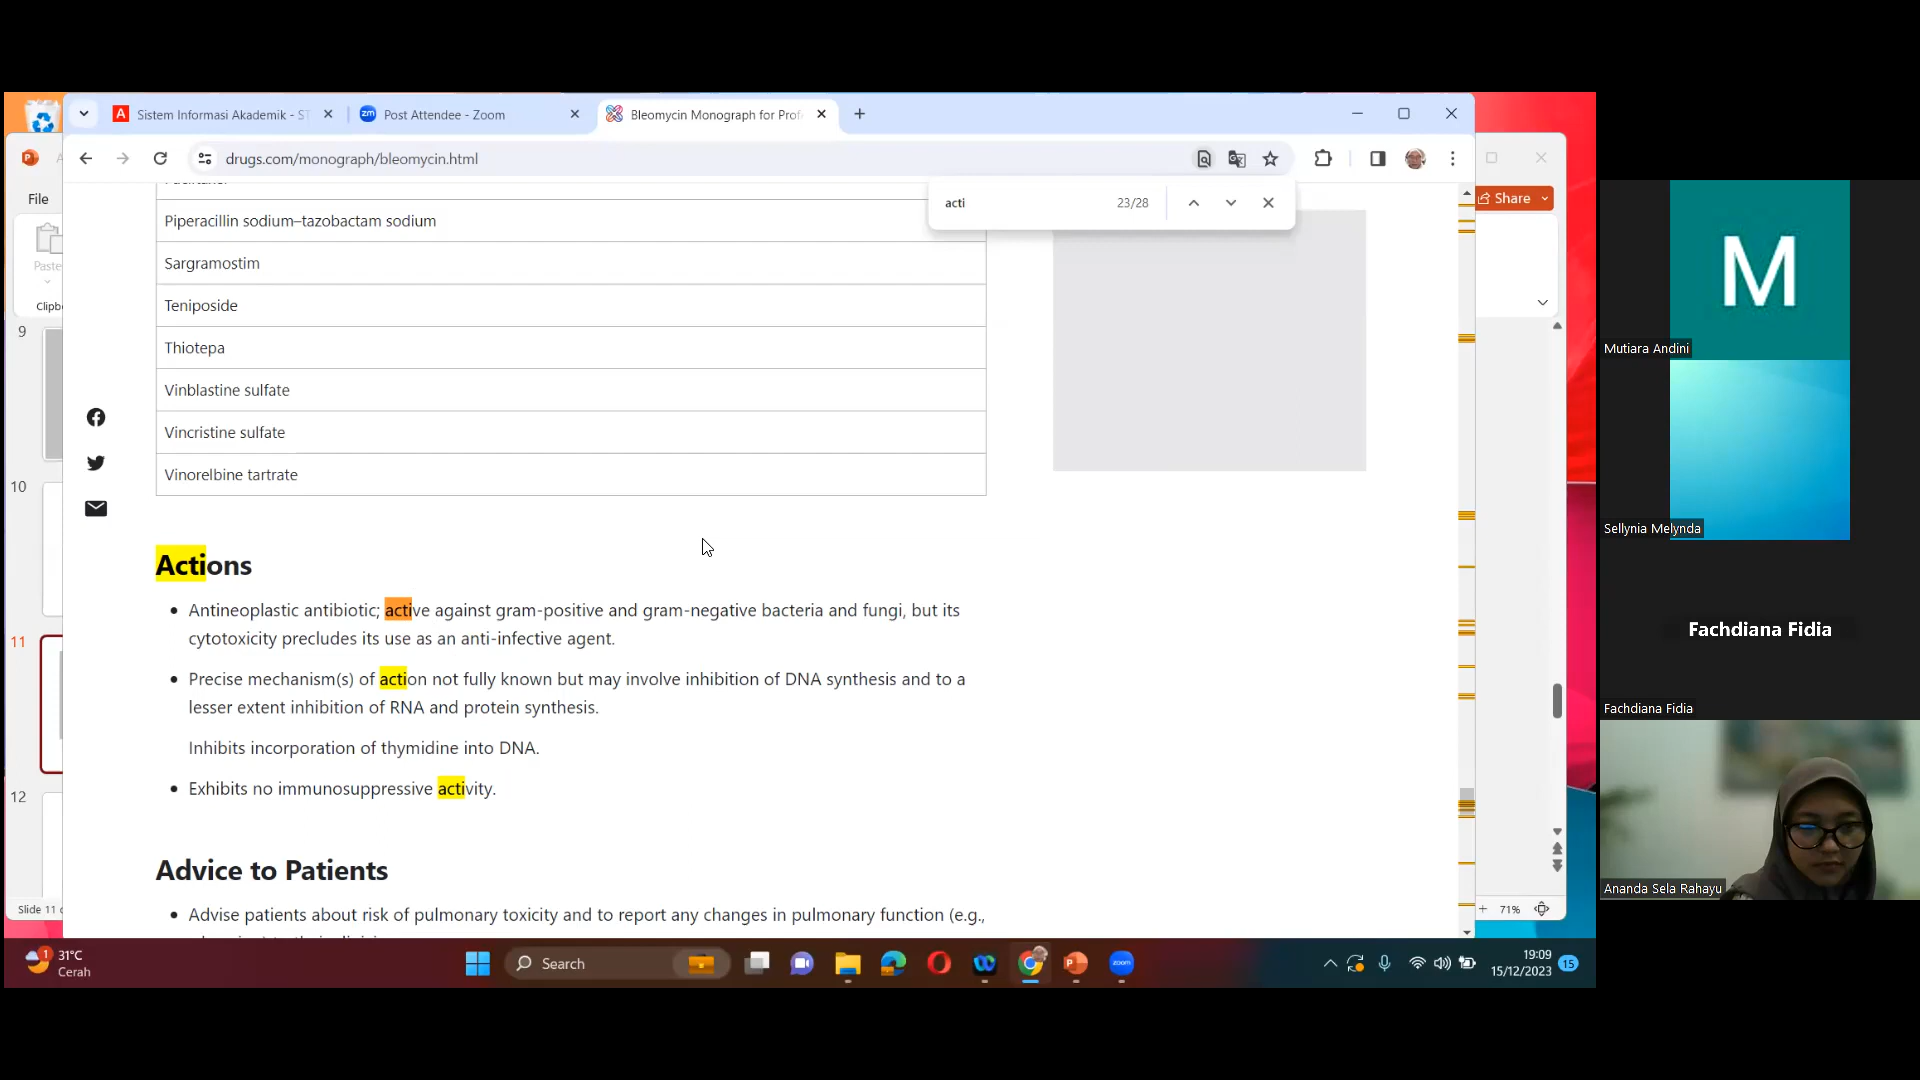 Sistem Informasi Akademik - ST
Post Attendee - Zoom
Bleomycin Monograph for Prof
drugs.com/monograph/bleomycin.html
acti
23/28
File
Share
Paste
Clipb
9
10
11
12
Piperacillin sodium–tazobactam sodium
Sargramostim
Teniposide
Thiotepa
Vinblastine sulfate
Vincristine sulfate
Vinorelbine tartrate
Actions
Antineoplastic antibiotic; active against gram-positive and gram-negative bacteria and fungi, but its
cytotoxicity precludes its use as an anti-infective agent.
Precise mechanism(s) of action not fully known but may involve inhibition of DNA synthesis and to a
lesser extent inhibition of RNA and protein synthesis.
Inhibits incorporation of thymidine into DNA.
Exhibits no immunosuppressive activity.
Advice to Patients
Advise patients about risk of pulmonary toxicity and to report any changes in pulmonary function (e.g.,
Slide 11
71%
M
Mutiara Andini
Sellynia Melynda
Fachdiana Fidia
Fachdiana Fidia
Ananda Sela Rahayu
1
31°C
Cerah
Search
zoom
19:09
15/12/2023
15